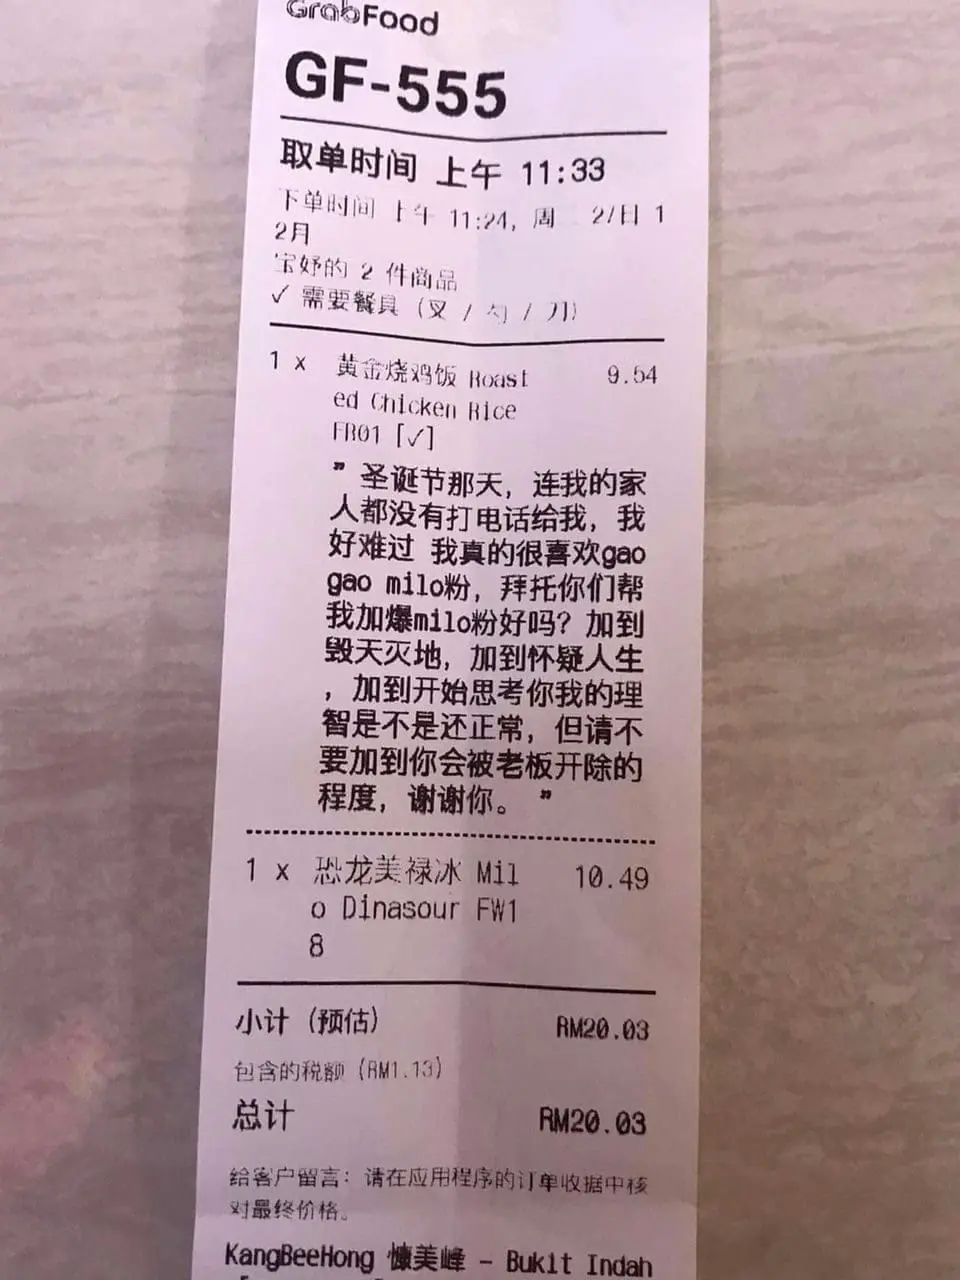 GrabFood
GF-555
取单时间 上午 11:33
下单时间 上午 11:24, 周二 27日 1
2月
宝妤的 2 件商品
✓ 需要餐具 (叉 / 勺 / 刀)
1 x 黄金烧鸡饭 Roast 9.54
ed Chicken Rice
FR01 [✓]
" 圣诞节那天，连我的家
人都没有打电话给我，我
好难过 我真的很喜欢gao
gao milo粉，拜托你们帮
我加爆milo粉好吗？加到
毁天灭地，加到怀疑人生
，加到开始思考你我的理
智是不是还正常，但请不
要加到你会被老板开除的
程度，谢谢你。 "
1 x 恐龙美禄冰 Mil 10.49
o Dinasour FW1
8
小计 (预估) RM20.03
包含的税额 (RM1.13)
总计 RM20.03
给客户留言: 请在应用程序的订单收据中核
对最终价格。
KangBeeHong 慷美峰 - Bukit Indah